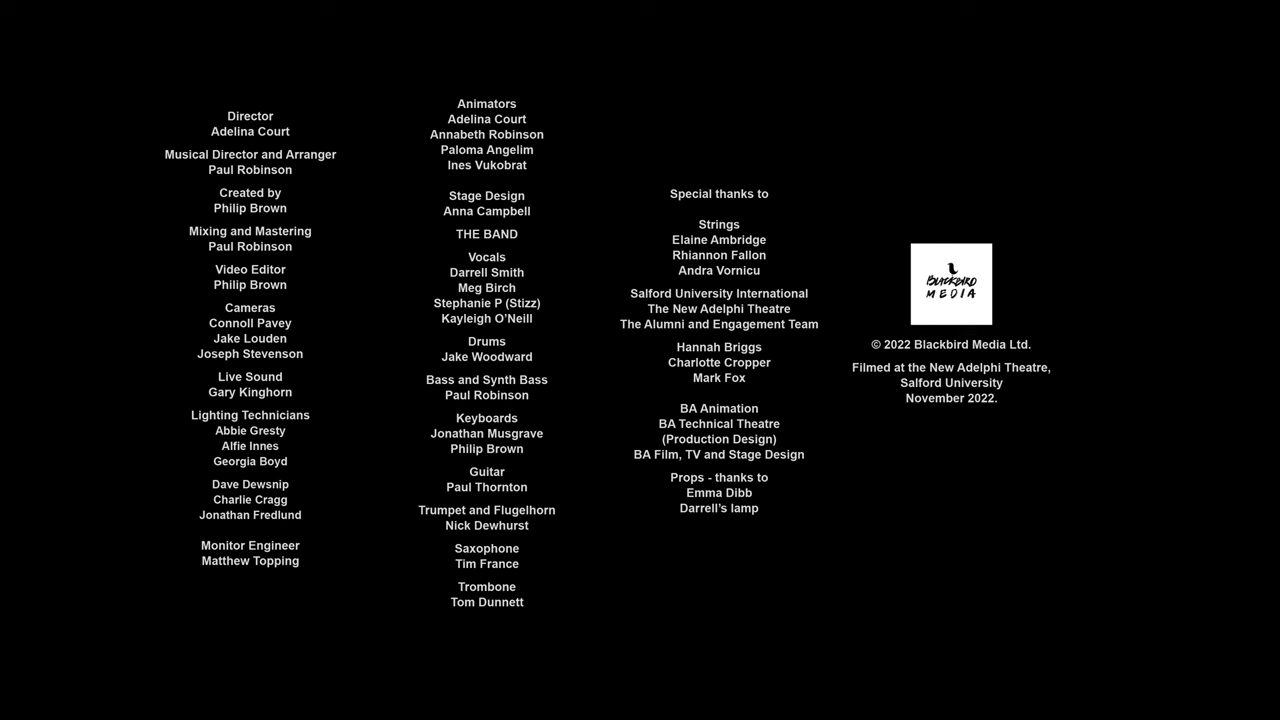 Director
Adelina Court
Musical Director and Arranger
Paul Robinson
Created by
Philip Brown
Mixing and Mastering
Paul Robinson
Video Editor
Philip Brown
Cameras
Connoll Pavey
Jake Louden
Joseph Stevenson
Live Sound
Gary Kinghorn
Lighting Technicians
Abbie Gresty
Alfie Innes
Georgia Boyd
Dave Dewsnip
Charlie Cragg
Jonathan Fredlund
Monitor Engineer
Matthew Topping
Animators
Adelina Court
Annabeth Robinson
Paloma Angelim
Ines Vukobrat
Stage Design
Anna Campbell
THE BAND
Vocals
Darrell Smith
Meg Birch
Stephanie P (Stizz)
Kayleigh O’Neill
Drums
Jake Woodward
Bass and Synth Bass
Paul Robinson
Keyboards
Jonathan Musgrave
Philip Brown
Guitar
Paul Thornton
Trumpet and Flugelhorn
Nick Dewhurst
Saxophone
Tim France
Trombone
Tom Dunnett
Special thanks to
Strings
Elaine Ambridge
Rhiannon Fallon
Andra Vornicu
Salford University International
The New Adelphi Theatre
The Alumni and Engagement Team
Hannah Briggs
Charlotte Cropper
Mark Fox
BA Animation
BA Technical Theatre
(Production Design)
BA Film, TV and Stage Design
Props - thanks to
Emma Dibb
Darrell’s lamp
BLACKBIRD
MEDIA
© 2022 Blackbird Media Ltd.
Filmed at the New Adelphi Theatre,
Salford University
November 2022.